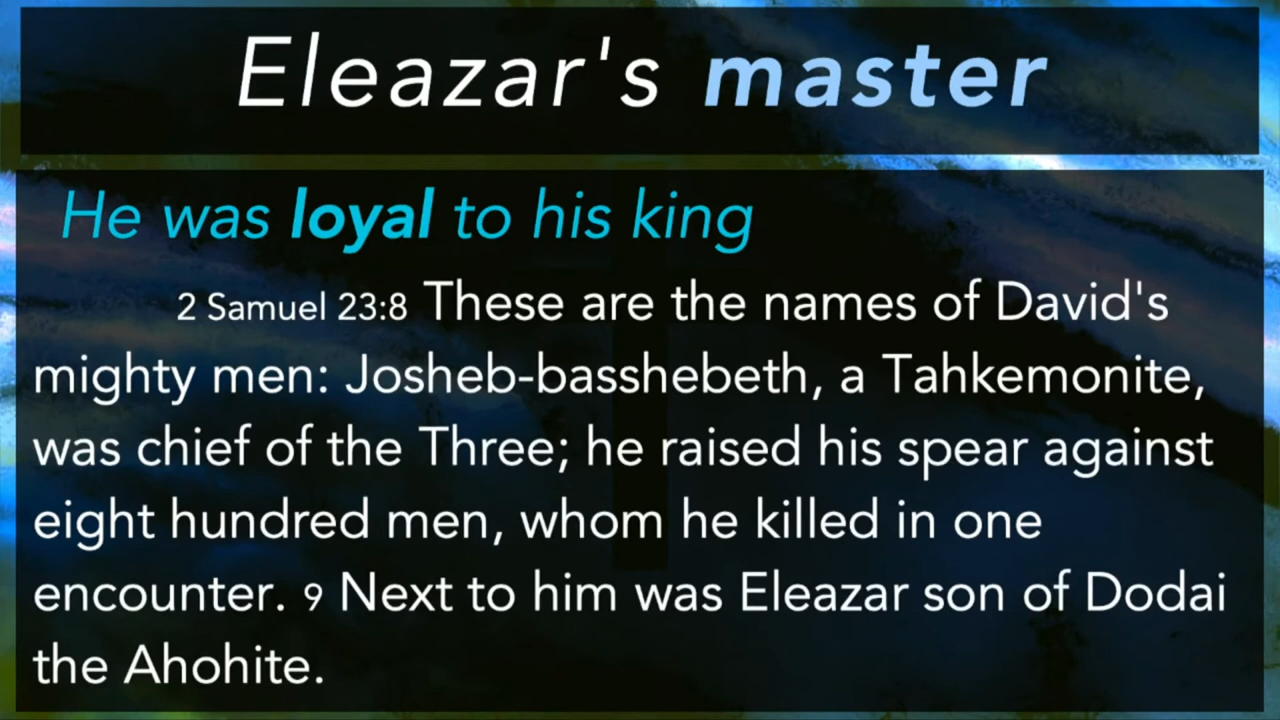 Eleazar's master
He was loyal to his king
2 Samuel 23:8 These are the names of David's
mighty men: Josheb-basshebeth, a Tahkemonite,
was chief of the Three; he raised his spear against
eight hundred men, whom he killed in one
encounter. 9 Next to him was Eleazar son of Dodai
the Ahohite.